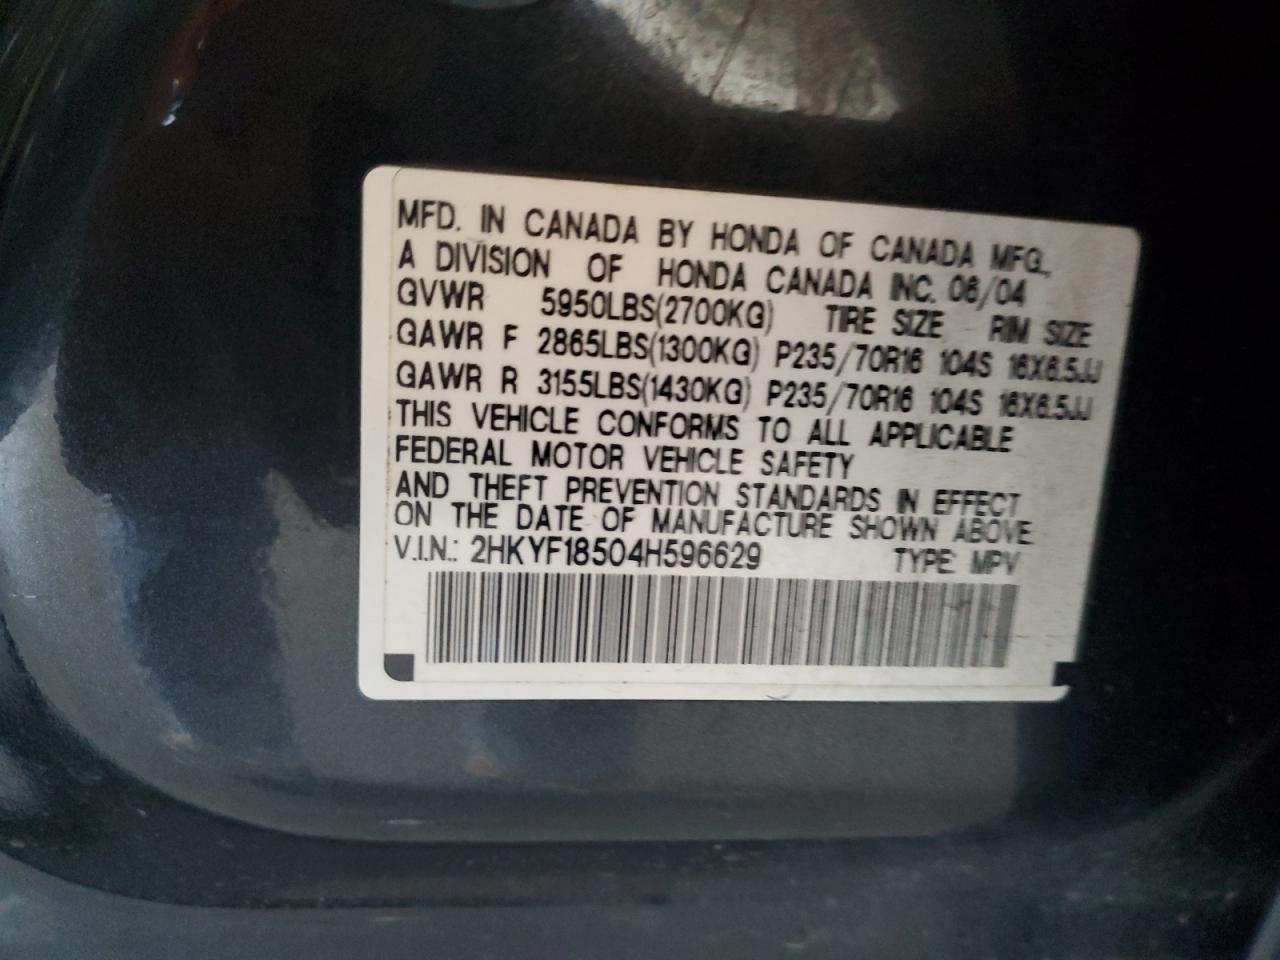 MFD. IN CANADA BY HONDA OF CANADA MFG.,
A DIVISION OF HONDA CANADA INC. 06/04
GVWR 5950LBS(2700KG) TIRE SIZE RIM SIZE
GAWR F 2865LBS(1300KG) P235/70R16 104S 16X6.5JJ
GAWR R 3155LBS(1430KG) P235/70R16 104S 16X6.5JJ
THIS VEHICLE CONFORMS TO ALL APPLICABLE
FEDERAL MOTOR VEHICLE SAFETY
AND THEFT PREVENTION STANDARDS IN EFFECT
ON THE DATE OF MANUFACTURE SHOWN ABOVE
V.I.N.: 2HKYF18504H596629 TYPE: MPV